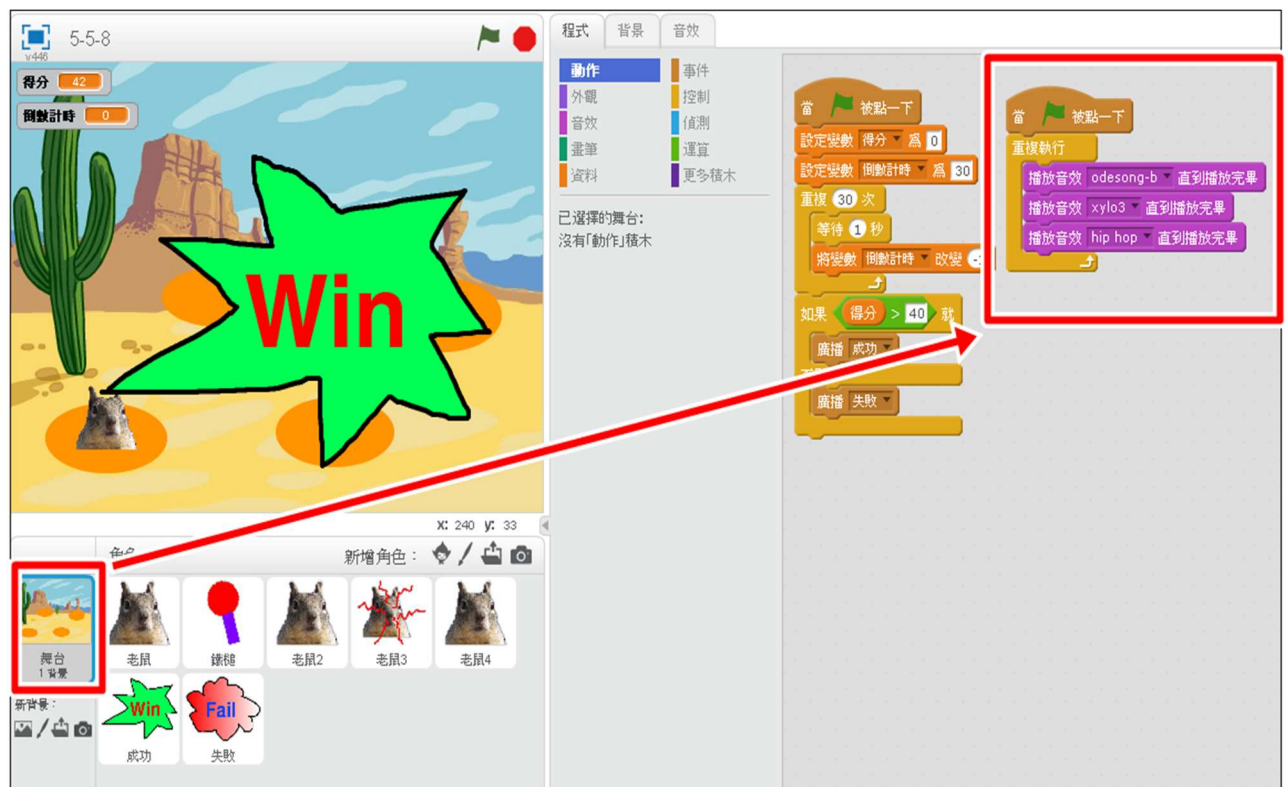 5-5-8
v446
得分 42
倒數計時 0
Win
x: 240 y: 33
新增角色：
舞台
1 背景
新背景：
老鼠
老鼠2
老鼠3
老鼠4
Win
成功
Fail
失敗
程式 背景 音效
動作 事件
外觀 控制
音效 偵測
畫筆 運算
資料 更多積木
已選擇的舞台:
沒有「動作」積木
當 被點一下
設定變數 得分 為 0
設定變數 倒數計時 為 30
重複 30 次
等待 1 秒
將變數 倒數計時 改變
如果 得分 > 40 就
廣播 成功
廣播 失敗
當 被點一下
重複執行
播放音效 odesong-b 直到播放完畢
播放音效 xylo3 直到播放完畢
播放音效 hip hop 直到播放完畢